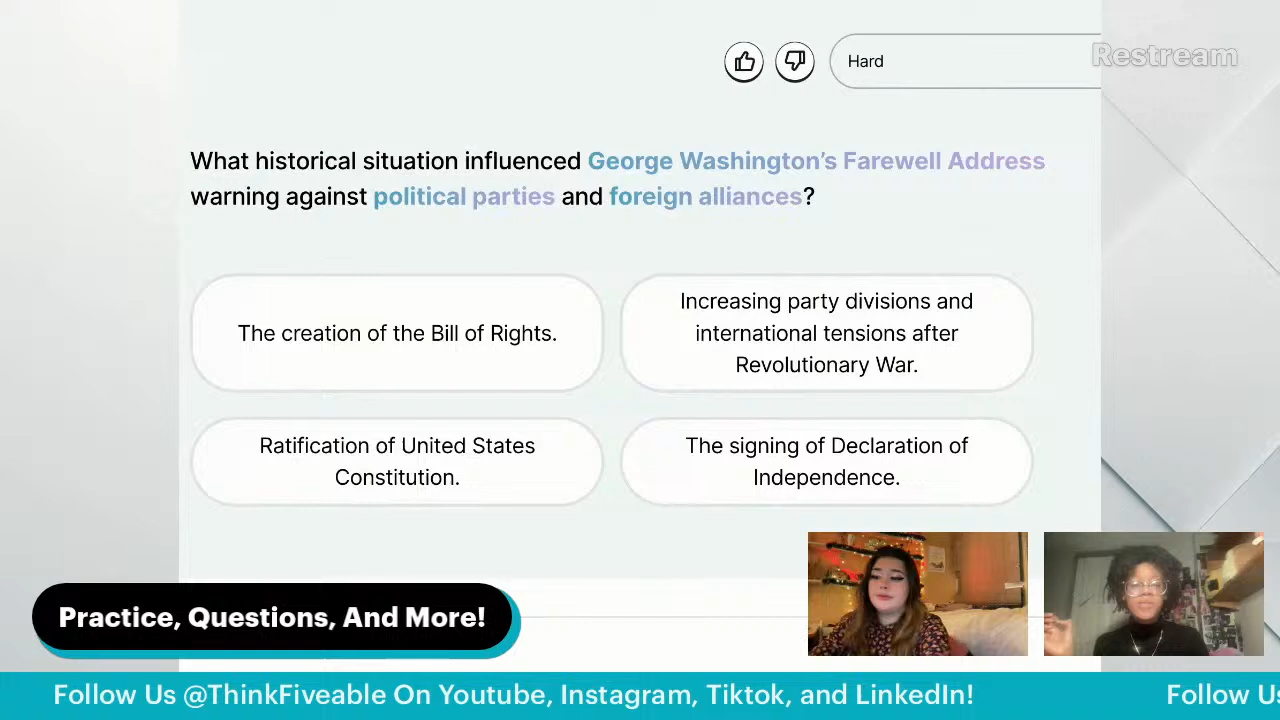 Restream
Hard
What historical situation influenced George Washington’s Farewell Address
warning against political parties and foreign alliances?
The creation of the Bill of Rights.
Increasing party divisions and
international tensions after
Revolutionary War.
Ratification of United States
Constitution.
The signing of Declaration of
Independence.
Practice, Questions, And More!
Follow Us @ThinkFiveable On Youtube, Instagram, Tiktok, and LinkedIn!
Follow Us